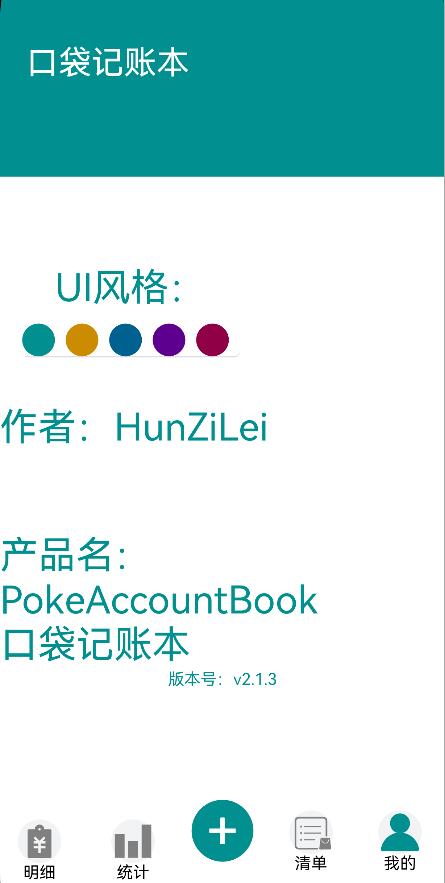 口袋记账本
UI风格：
作者：HunZiLei
产品名：
PokeAccountBook
口袋记账本
版本号：v2.1.3
明细
统计
清单
我的